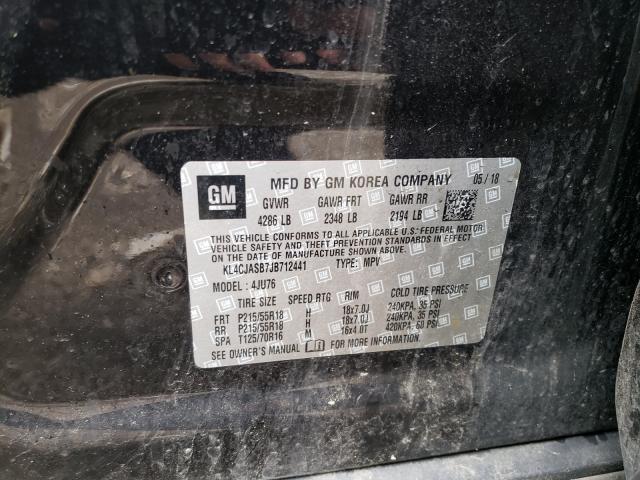 GM
MFD BY GM KOREA COMPANY 05/18
GVWR GAWR FRT GAWR RR
4286 LB 2348 LB 2194 LB
THIS VEHICLE CONFORMS TO ALL APPLICABLE U.S. FEDERAL MOTOR
VEHICLE SAFETY AND THEFT PREVENTION STANDARDS IN EFFECT ON
THE DATE OF MANUFACTURE SHOWN ABOVE.
KL4CJASB7JB712441 TYPE: MPV
MODEL : 4JU76
TIRE SIZE SPEED RTG RIM COLD TIRE PRESSURE
FRT P215/55R18 H 18x7.0J 240KPA, 35 PSI
RR P215/55R18 H 18x7.0J 240KPA, 35 PSI
SPA T125/70R16 M 16x4.0T 420KPA, 60 PSI
SEE OWNER'S MANUAL FOR MORE INFORMATION.